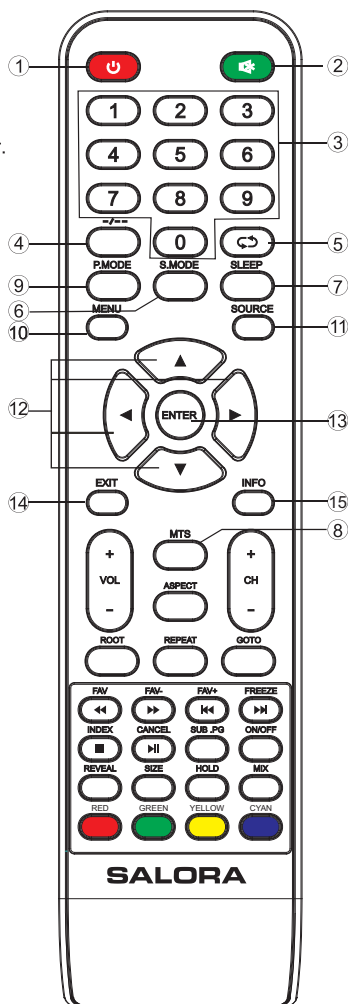 ① ②
1 2 3
.
③
4 5 6
7 8 9
-/--
④ 0 ⑤
P.MODE S.MODE SLEEP
⑨
⑥ ⑦
MENU SOURCE
⑩ ⑪
⑫
ENTER
⑬
EXIT INFO
⑭ ⑮
MTS
⑧
+ +
VOL ASPECT CH
- -
ROOT REPEAT GOTO
FAV FAV- FAV+ FREEZE
INDEX CANCEL SUB .PG ON/OFF
REVEAL SIZE HOLD MIX
RED GREEN YELLOW CYAN
SALORA